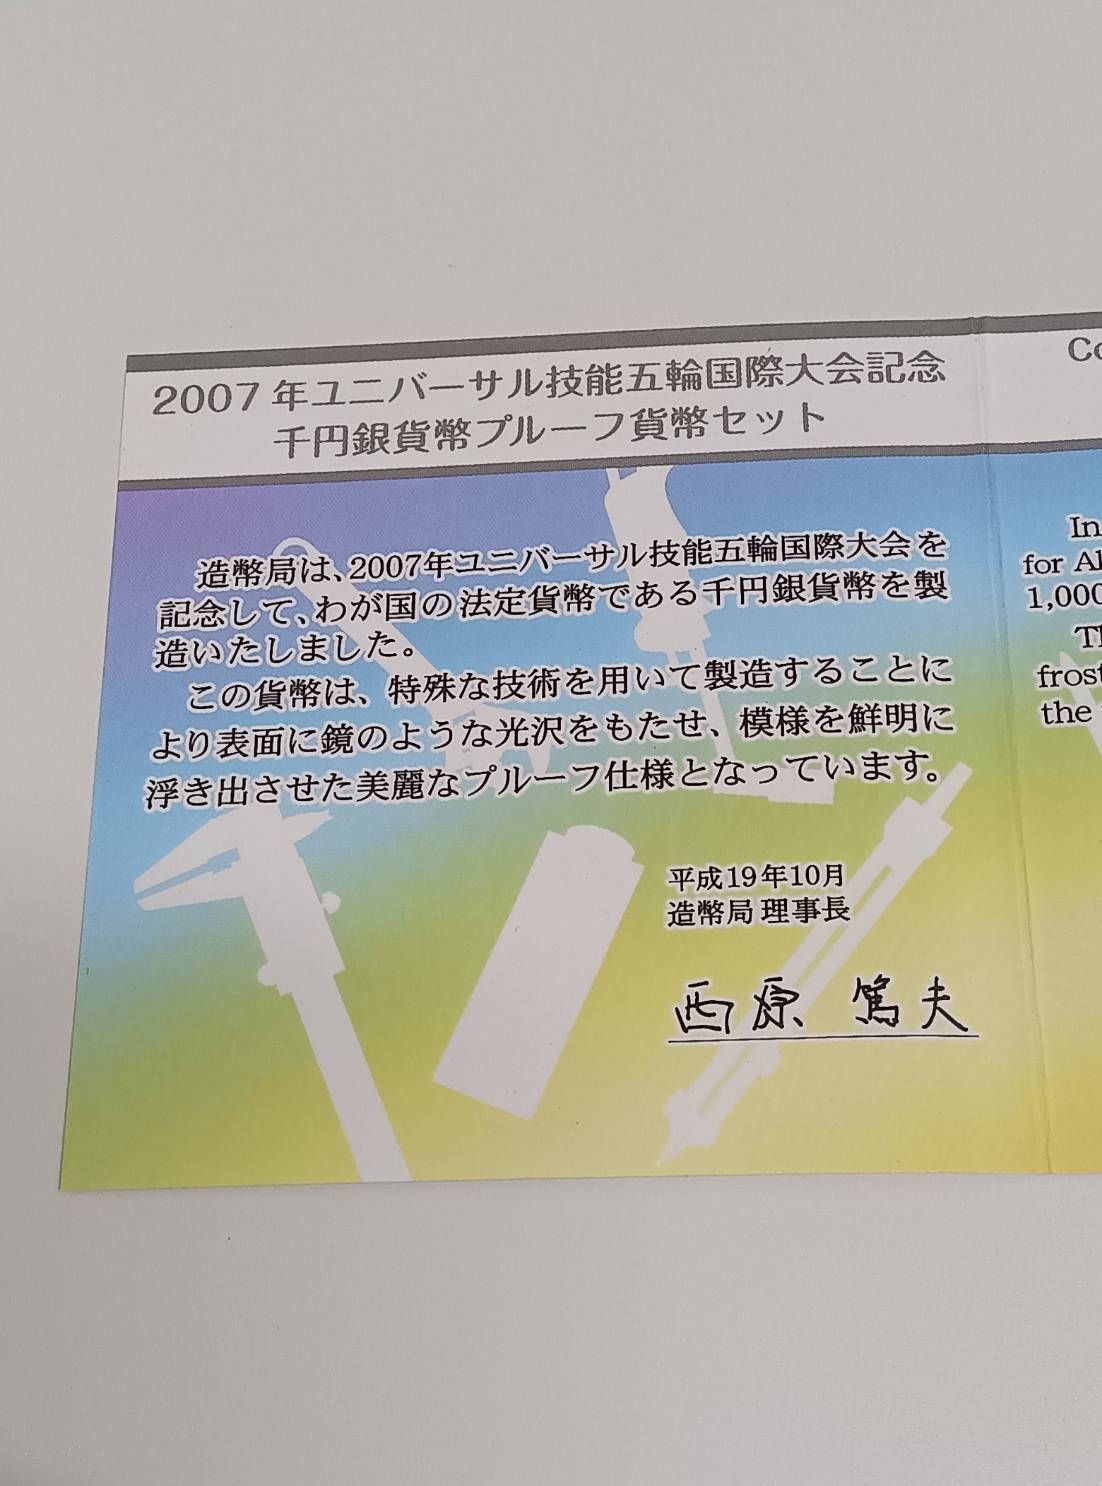 2007年ユニバーサル技能五輪国際大会記念
千円銀貨幣プルーフ貨幣セット
造幣局は、2007年ユニバーサル技能五輪国際大会を
記念して、わが国の法定貨幣である千円銀貨幣を製
造いたしました。
この貨幣は、特殊な技術を用いて製造することに
より表面に鏡のような光沢をもたせ、模様を鮮明に
浮き出させた美麗なプルーフ仕様となっています。
平成19年10月
造幣局 理事長
西原 篤夫
Co
In
for Ab
1,000
Th
frost
the